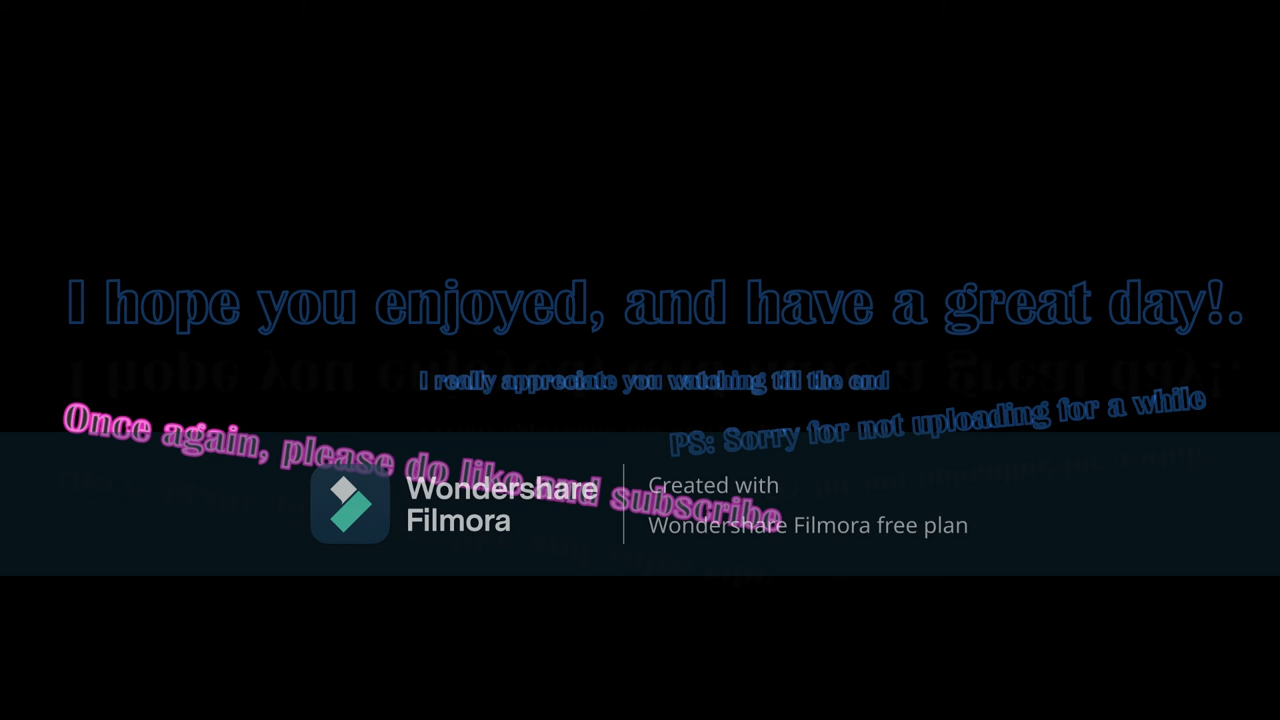 I hope you enjoyed, and have a great day!.
I really appreciate you watching till the end
PS: Sorry for not uploading for a while
Once again, please do like and subscribe
Wondershare
Filmora
Created with
Wondershare Filmora free plan